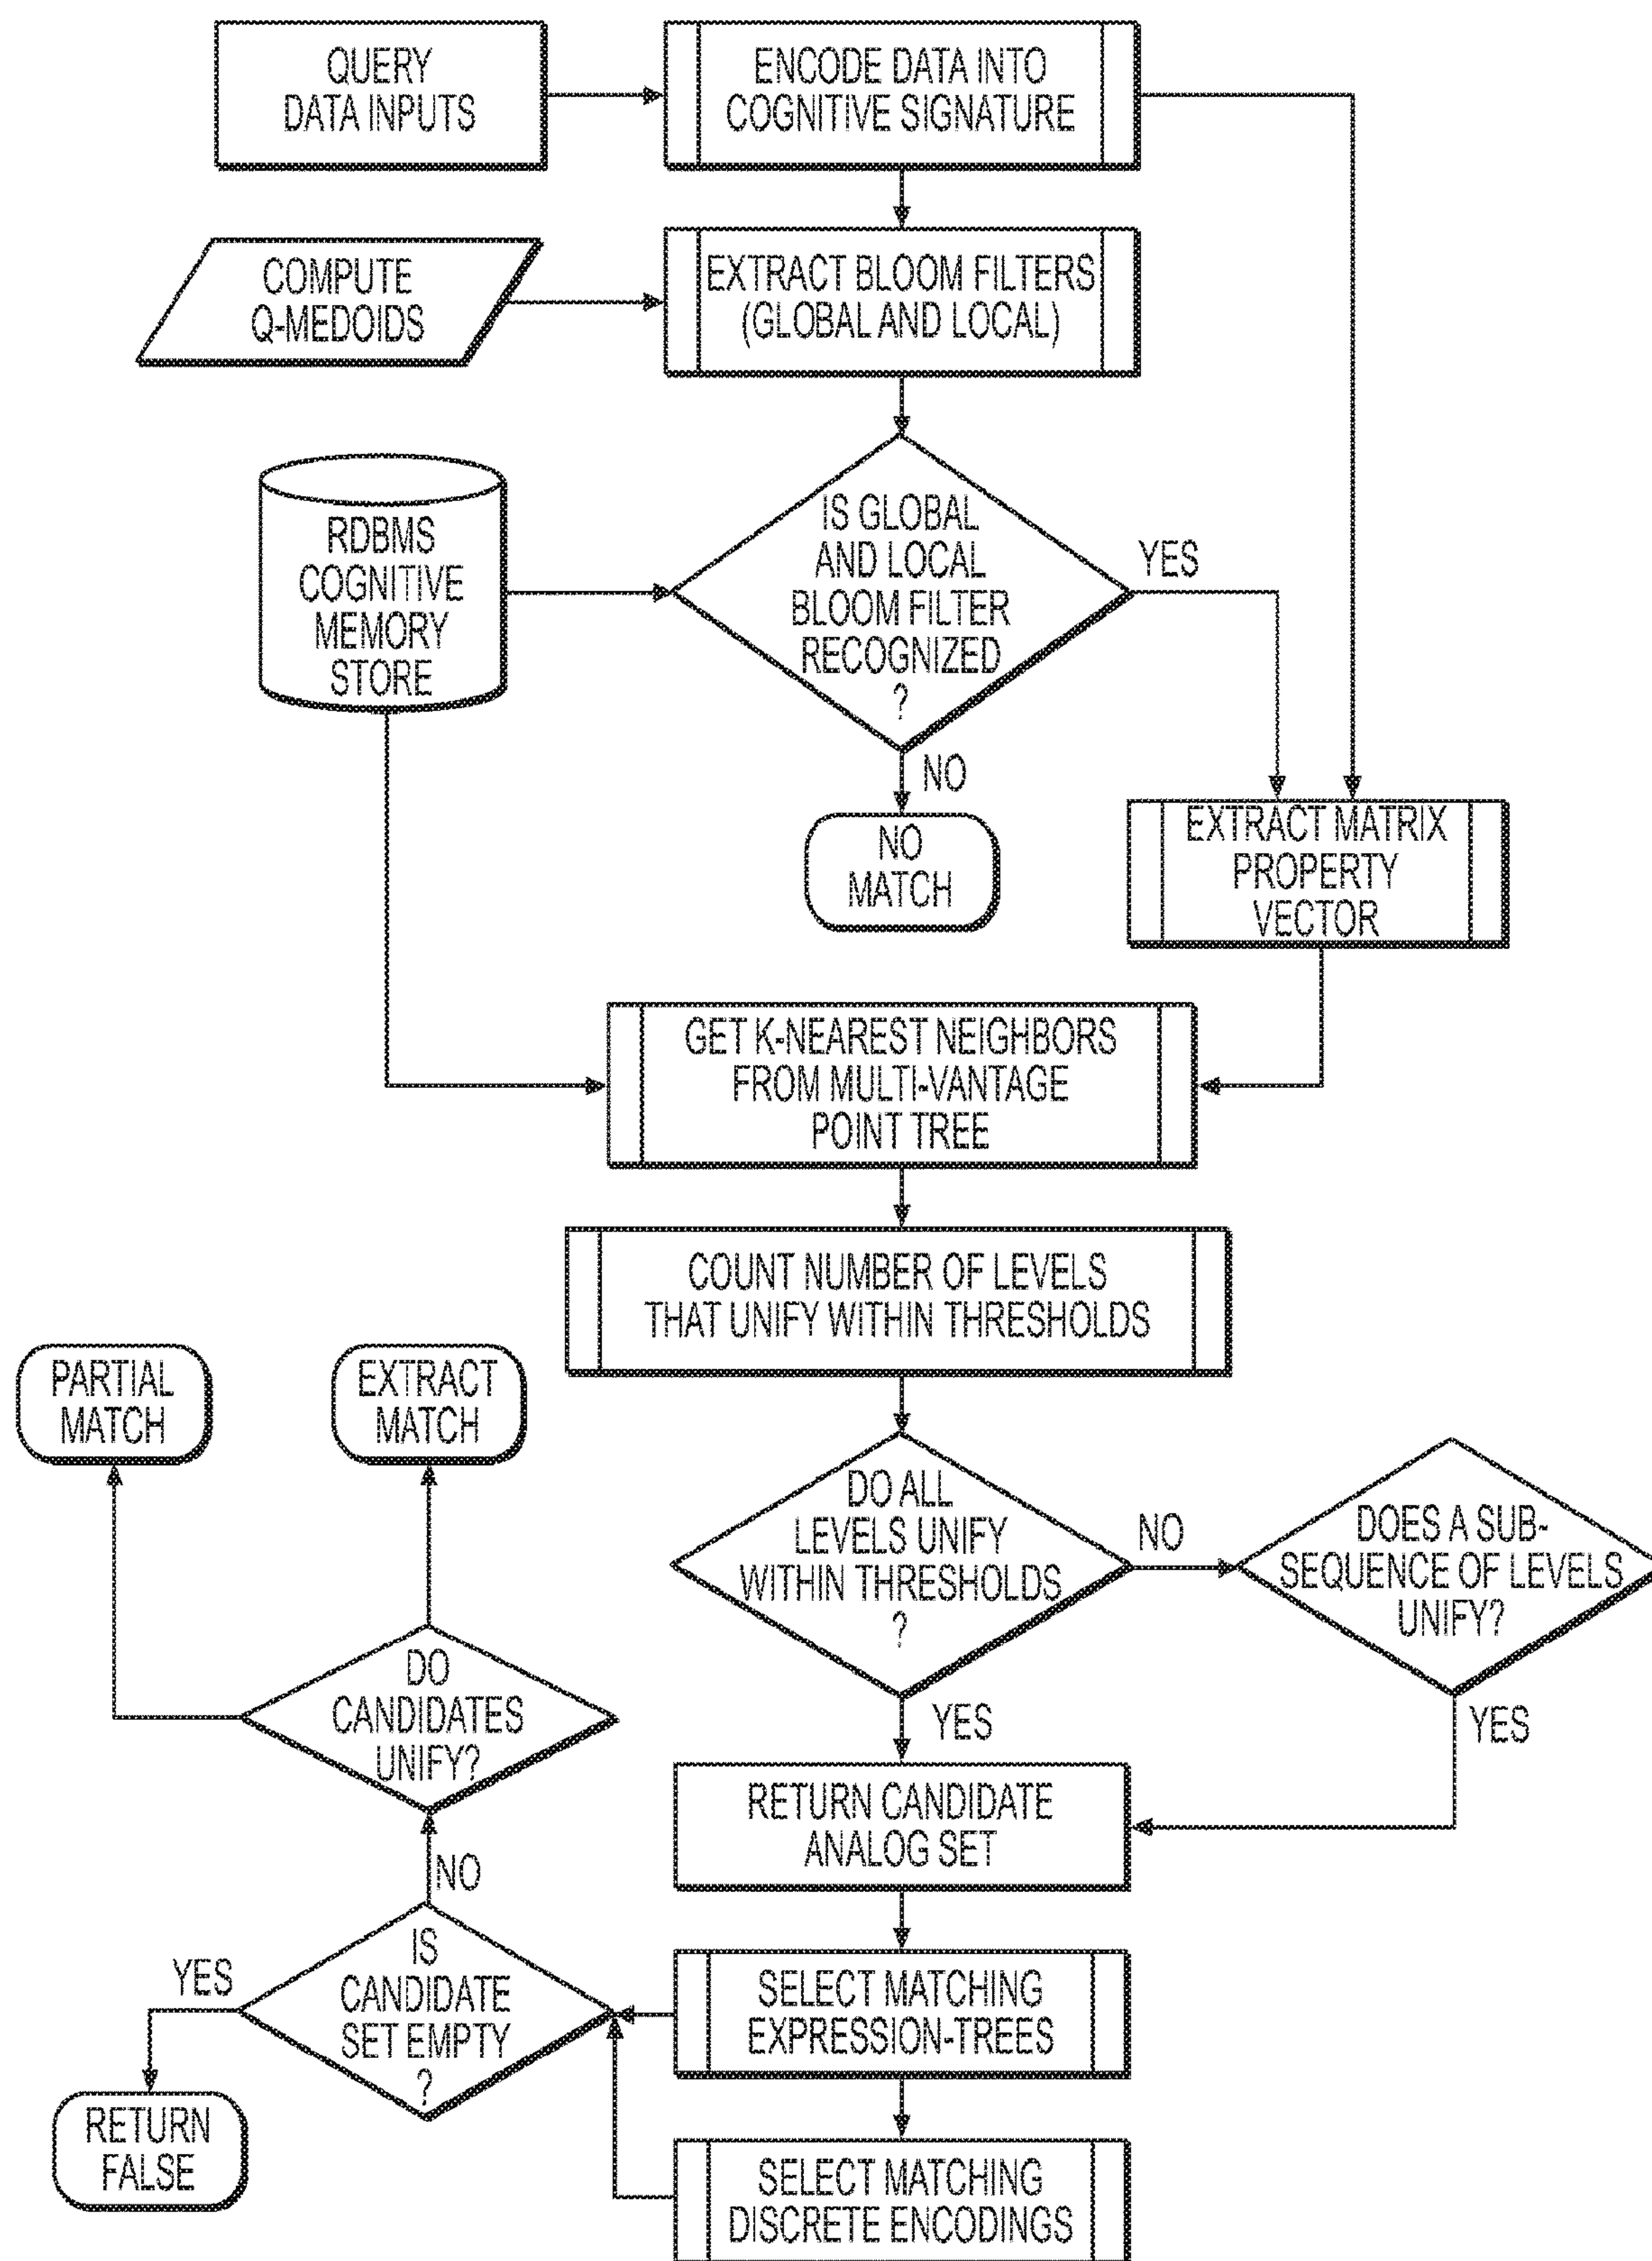 QUERY
DATA INPUTS
ENCODE DATA INTO
COGNITIVE SIGNATURE
COMPUTE
Q-MEDOIDS
EXTRACT BLOOM FILTERS
(GLOBAL AND LOCAL)
RDBMS
COGNITIVE
MEMORY
STORE
IS GLOBAL
AND LOCAL
BLOOM FILTER
RECOGNIZED
?
YES
NO
NO
MATCH
EXTRACT MATRIX
PROPERTY
VECTOR
GET K-NEAREST NEIGHBORS
FROM MULTI-VANTAGE
POINT TREE
COUNT NUMBER OF LEVELS
THAT UNIFY WITHIN THRESHOLDS
PARTIAL
MATCH
EXTRACT
MATCH
DO ALL
LEVELS UNIFY
WITHIN THRESHOLDS
?
NO
DOES A SUB-
SEQUENCE OF LEVELS
UNIFY?
DO
CANDIDATES
UNIFY?
YES
YES
RETURN CANDIDATE
ANALOG SET
NO
IS
CANDIDATE
SET EMPTY
?
YES
SELECT MATCHING
EXPRESSION-TREES
RETURN
FALSE
SELECT MATCHING
DISCRETE ENCODINGS